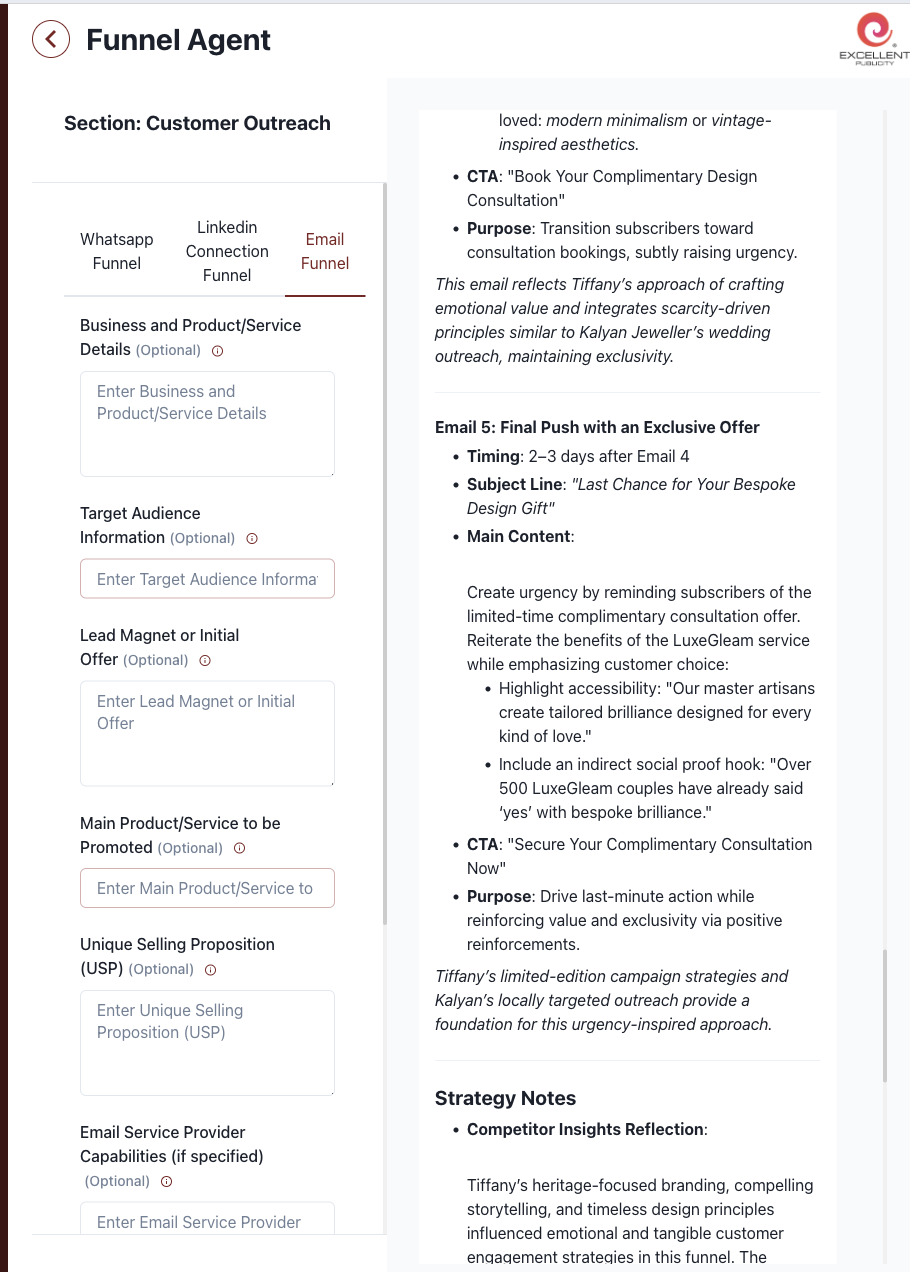 Funnel Agent
EXCELLENT
PUBLICITY
Section: Customer Outreach
Whatsapp
Funnel
Linkedin
Connection
Funnel
Email
Funnel
Business and Product/Service
Details (Optional)
Enter Business and
Product/Service Details
Target Audience
Information (Optional)
Enter Target Audience Informa
Lead Magnet or Initial
Offer (Optional)
Enter Lead Magnet or Initial
Offer
Main Product/Service to be
Promoted (Optional)
Enter Main Product/Service to
Unique Selling Proposition
(USP) (Optional)
Enter Unique Selling
Proposition (USP)
Email Service Provider
Capabilities (if specified)
(Optional)
Enter Email Service Provider
loved: modern minimalism or vintage-
inspired aesthetics.
• CTA: "Book Your Complimentary Design
Consultation"
• Purpose: Transition subscribers toward
consultation bookings, subtly raising urgency.
This email reflects Tiffany’s approach of crafting
emotional value and integrates scarcity-driven
principles similar to Kalyan Jeweller’s wedding
outreach, maintaining exclusivity.
Email 5: Final Push with an Exclusive Offer
• Timing: 2–3 days after Email 4
• Subject Line: "Last Chance for Your Bespoke
Design Gift"
• Main Content:
Create urgency by reminding subscribers of the
limited-time complimentary consultation offer.
Reiterate the benefits of the LuxeGleam service
while emphasizing customer choice:
• Highlight accessibility: "Our master artisans
create tailored brilliance designed for every
kind of love."
• Include an indirect social proof hook: "Over
500 LuxeGleam couples have already said
‘yes’ with bespoke brilliance."
• CTA: "Secure Your Complimentary Consultation
Now"
• Purpose: Drive last-minute action while
reinforcing value and exclusivity via positive
reinforcements.
Tiffany’s limited-edition campaign strategies and
Kalyan’s locally targeted outreach provide a
foundation for this urgency-inspired approach.
Strategy Notes
• Competitor Insights Reflection:
Tiffany’s heritage-focused branding, compelling
storytelling, and timeless design principles
influenced emotional and tangible customer
engagement strategies in this funnel. The